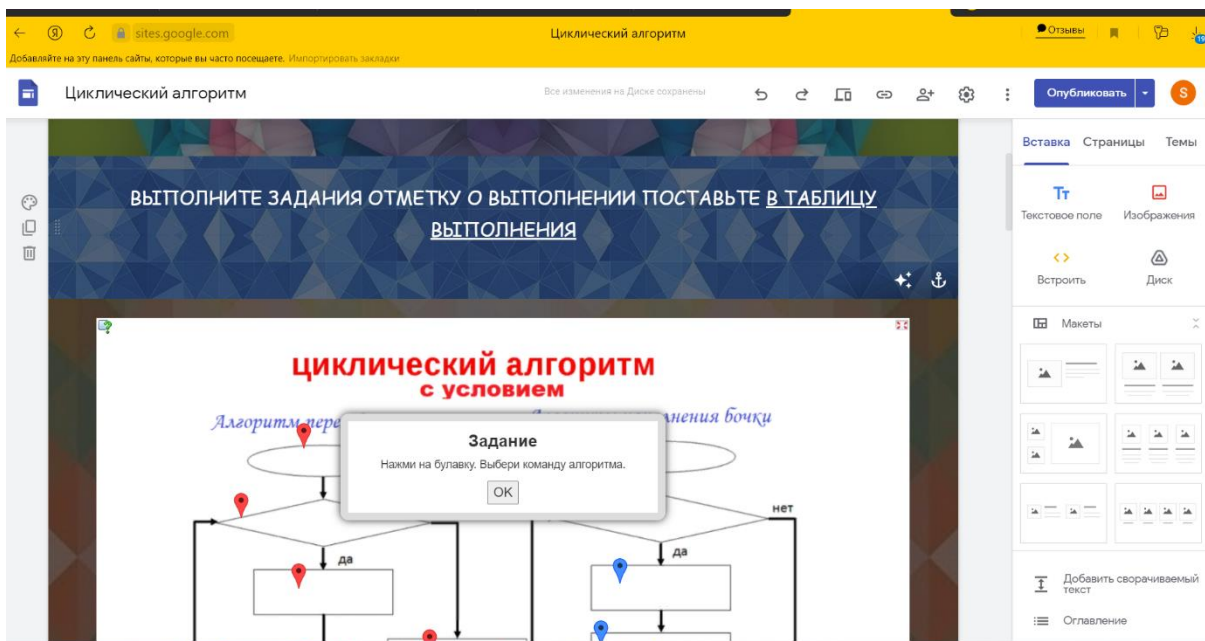 sites.google.com
Циклический алгоритм
Отзывы
Добавляйте на эту панель сайты, которые вы часто посещаете. Импортировать закладки
Циклический алгоритм
Все изменения на Диске сохранены
Опубликовать
S
Вставка Страницы Темы
ВЫПОЛНИТЕ ЗАДАНИЯ ОТМЕТКУ О ВЫПОЛНЕНИИ ПОСТАВЬТЕ В ТАБЛИЦУ
ВЫПОЛНЕНИЯ
Текстовое поле Изображения
Встроить Диск
Макеты
циклический алгоритм
с условием
Алгоритм пере
нения бочки
Задание
Нажми на булавку. Выбери команду алгоритма.
OK
нет
да
да
Добавить сворачиваемый
текст
Оглавление